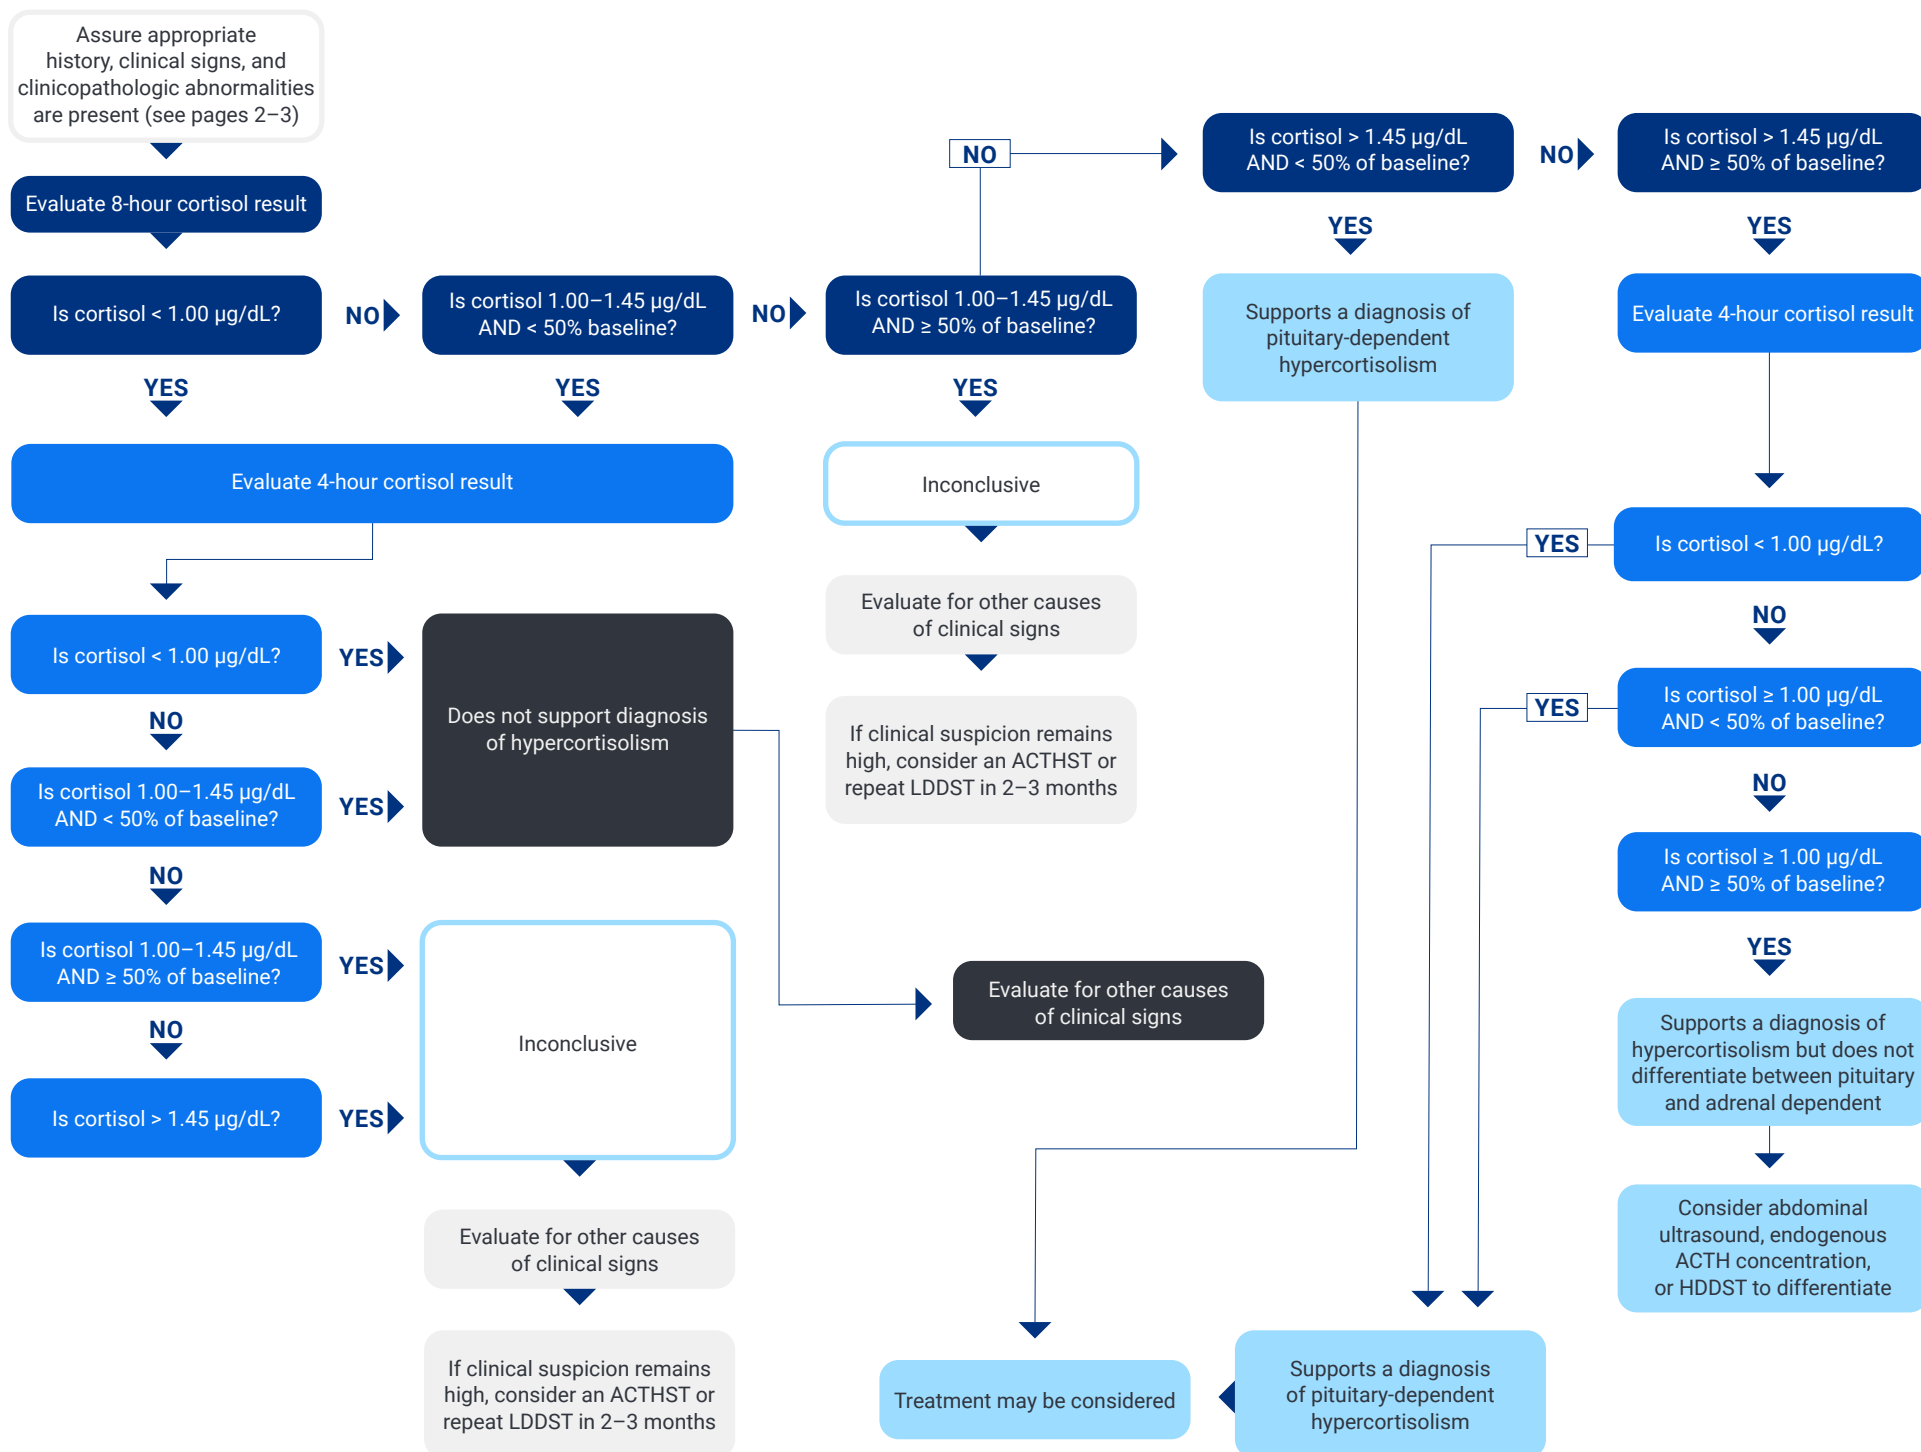 Assure appropriate
history, clinical signs, and
clinicopathologic abnormalities
are present (see pages 2–3)
Evaluate 8-hour cortisol result
Is cortisol < 1.00 µg/dL?
NO
Is cortisol 1.00–1.45 µg/dL
AND < 50% baseline?
NO
Is cortisol 1.00–1.45 µg/dL
AND ≥ 50% of baseline?
NO
Is cortisol > 1.45 µg/dL
AND < 50% of baseline?
NO
Is cortisol > 1.45 µg/dL
AND ≥ 50% of baseline?
YES
YES
YES
YES
YES
Evaluate 4-hour cortisol result
Is cortisol < 1.00 µg/dL?
YES
NO
Is cortisol 1.00–1.45 µg/dL
AND < 50% of baseline?
YES
Does not support diagnosis
of hypercortisolism
Evaluate for other causes
of clinical signs
NO
Is cortisol 1.00–1.45 µg/dL
AND ≥ 50% of baseline?
YES
NO
Is cortisol > 1.45 µg/dL?
YES
Inconclusive
Evaluate for other causes
of clinical signs
If clinical suspicion remains
high, consider an ACTHST or
repeat LDDST in 2–3 months
Inconclusive
Evaluate for other causes
of clinical signs
If clinical suspicion remains
high, consider an ACTHST or
repeat LDDST in 2–3 months
Supports a diagnosis of
pituitary-dependent
hypercortisolism
Evaluate 4-hour cortisol result
Is cortisol < 1.00 µg/dL?
YES
NO
Is cortisol ≥ 1.00 µg/dL
AND < 50% of baseline?
YES
NO
Is cortisol ≥ 1.00 µg/dL
AND ≥ 50% of baseline?
YES
Supports a diagnosis of
hypercortisolism but does not
differentiate between pituitary
and adrenal dependent
Consider abdominal
ultrasound, endogenous
ACTH concentration,
or HDDST to differentiate
Supports a diagnosis
of pituitary-dependent
hypercortisolism
Treatment may be considered